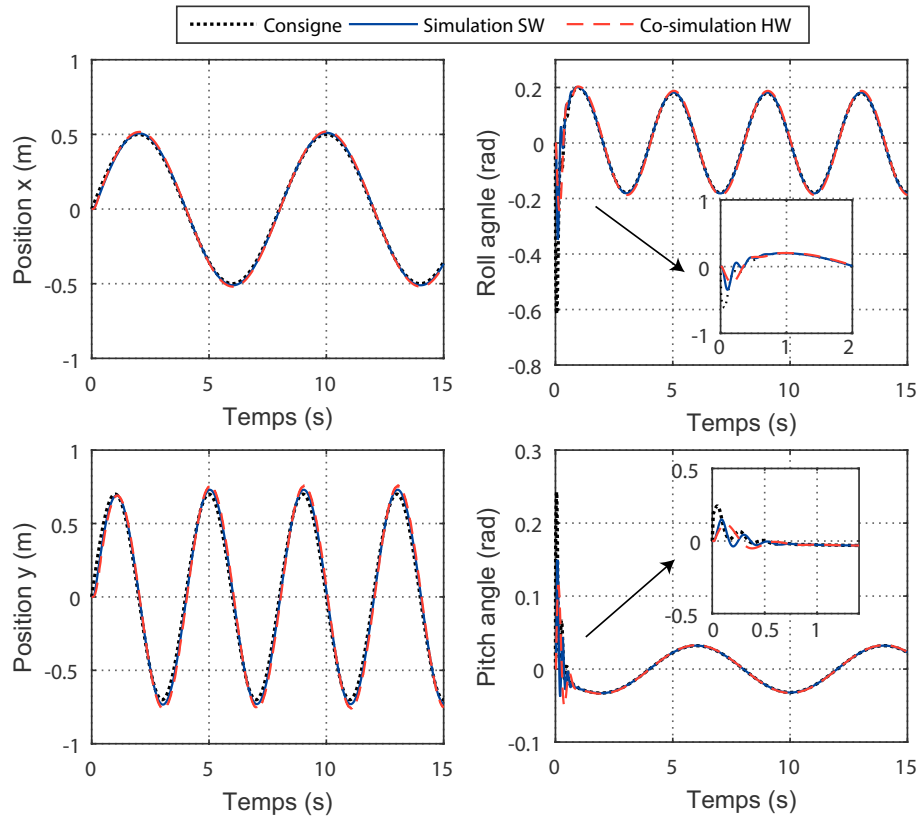 Consigne Simulation SW Co-simulation HW
1
0.5
0
-0.5
-1
Position x (m)
0 5 10 15
Temps (s)
0.2
0
-0.2
-0.4
-0.6
-0.8
Roll agnle (rad)
1
0
-1
0 1 2
0 5 10 15
Temps (s)
1
0.5
0
-0.5
-1
Position y (m)
0 5 10 15
Temps (s)
0.3
0.2
0.1
0
-0.1
Pitch angle (rad)
0.5
0
-0.5
0 0.5 1
0 5 10 15
Temps (s)